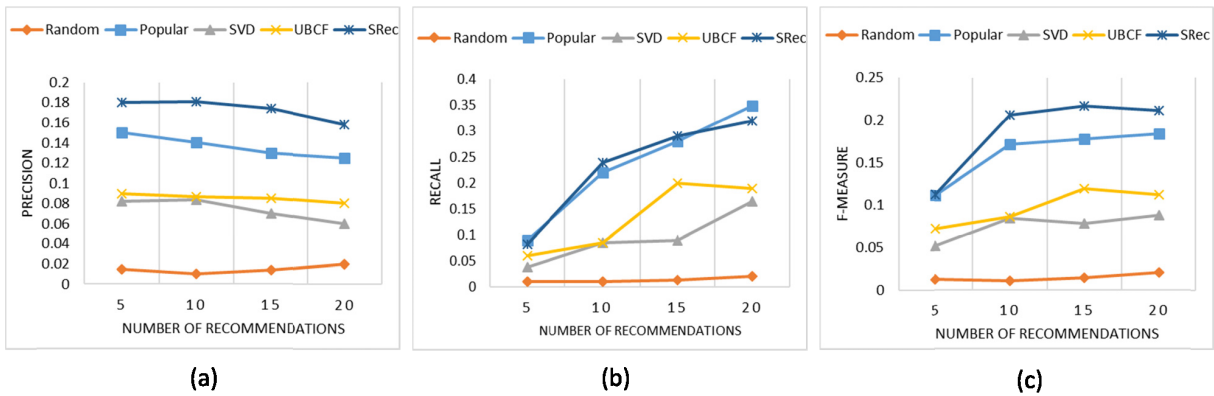 Random Popular SVD UBCF SRec
PRECISION
0.2
0.18
0.16
0.14
0.12
0.1
0.08
0.06
0.04
0.02
0
5 10 15 20
NUMBER OF RECOMMENDATIONS
(a)
Random Popular SVD UBCF SRec
RECALL
0.4
0.35
0.3
0.25
0.2
0.15
0.1
0.05
0
5 10 15 20
NUMBER OF RECOMMENDATIONS
(b)
Random Popular SVD UBCF SRec
F-MEASURE
0.25
0.2
0.15
0.1
0.05
0
5 10 15 20
NUMBER OF RECOMMENDATIONS
(c)